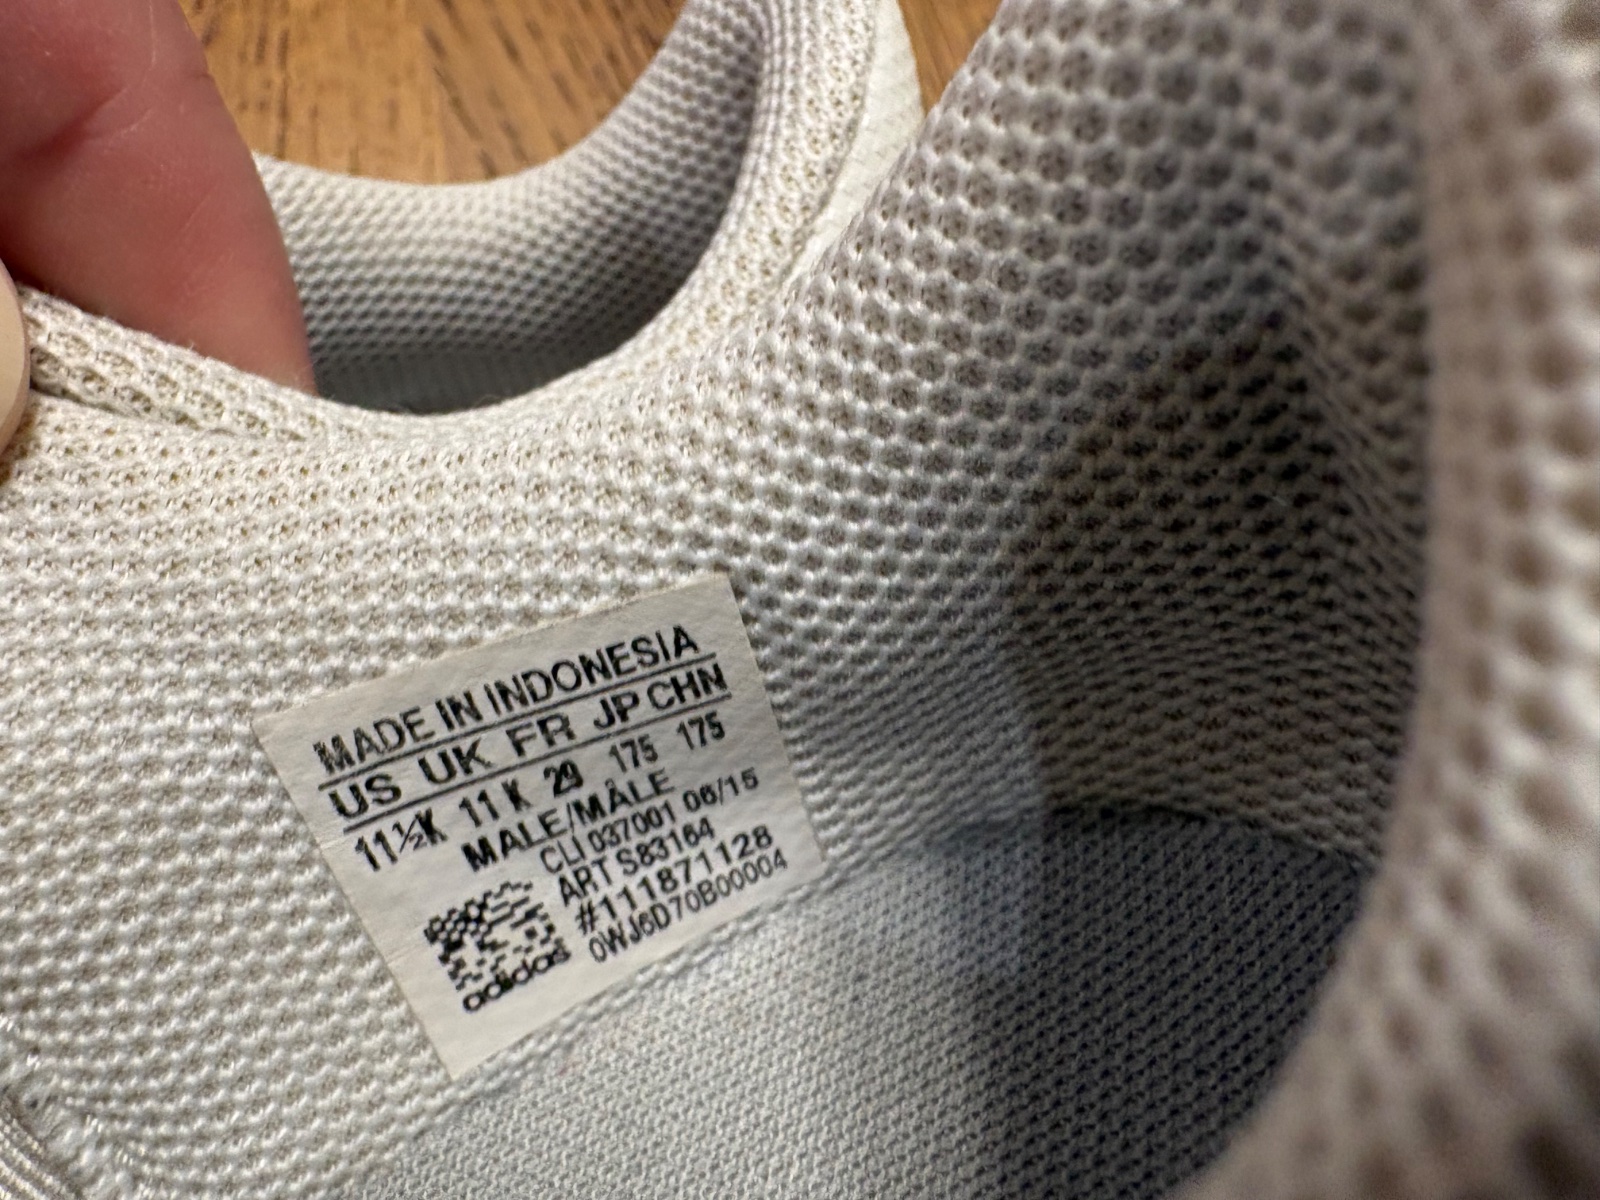 MADE IN INDONESIA
US UK FR JP CHN
11½K 11 K 29 175 175
MALE/MÂLE
CLI 037001 06/15
ART S83164
#111871128
0WJ6D70B00004
adidas